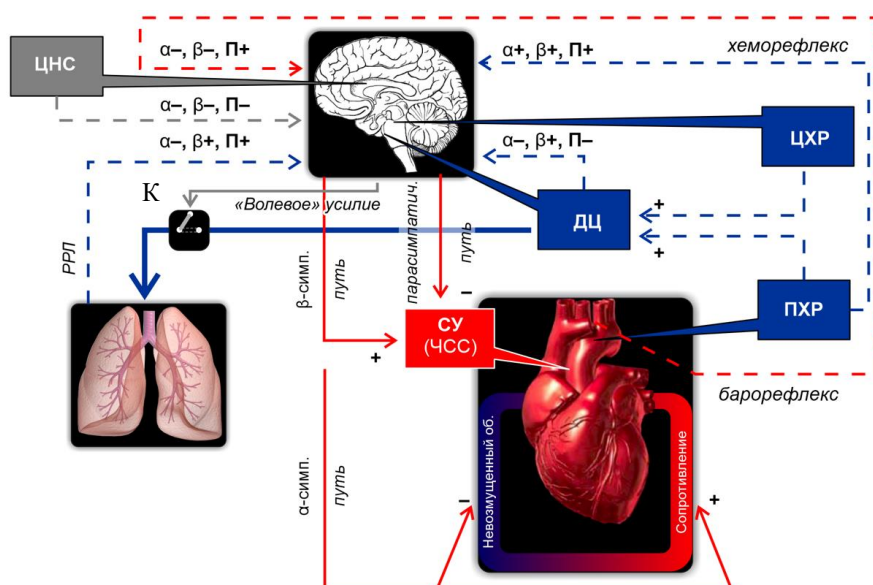 ЦНС
α–, β–, П+
α+, β+, П+
хеморефлекс
α–, β–, П–
α–, β+, П+
α–, β+, П–
ЦХР
К
«Волевое» усилие
ДЦ
+
+
РРЛ
β-симп.
путь
парасимпатич.
путь
–
ПХР
СУ
(ЧСС)
+
барорефлекс
α-симп.
путь
Невозмущенный об.
Сопротивление
–
+